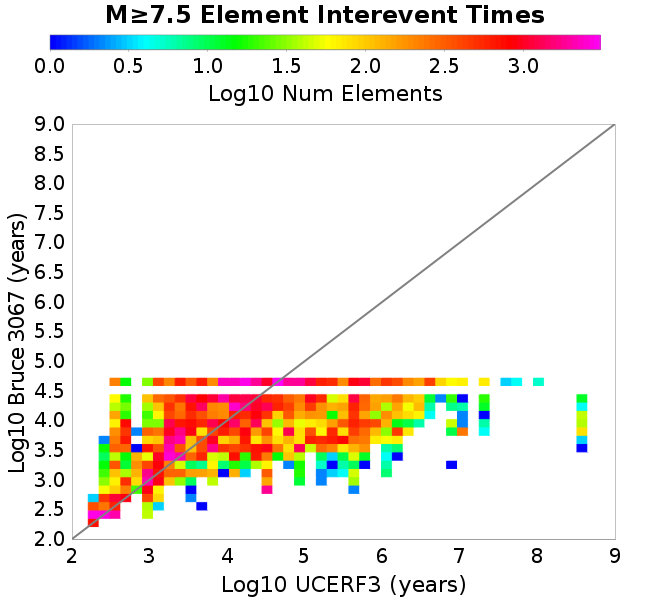 M≥7.5 Element Interevent Times
0.0 0.5 1.0 1.5 2.0 2.5 3.0
Log10 Num Elements
9.0
8.5
8.0
7.5
7.0
6.5
6.0
5.5
5.0
4.5
4.0
3.5
3.0
2.5
2.0
Log10 Bruce 3067 (years)
2 3 4 5 6 7 8 9
Log10 UCERF3 (years)